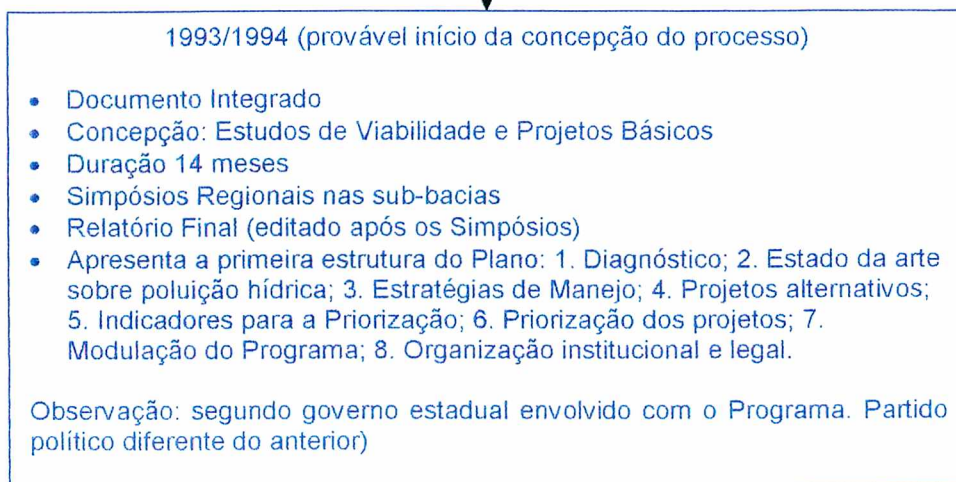 1993/1994 (provável início da concepção do processo)
• Documento Integrado
• Concepção: Estudos de Viabilidade e Projetos Básicos
• Duração 14 meses
• Simpósios Regionais nas sub-bacias
• Relatório Final (editado após os Simpósios)
• Apresenta a primeira estrutura do Plano: 1. Diagnóstico; 2. Estado da arte
sobre poluição hídrica; 3. Estratégias de Manejo; 4. Projetos alternativos;
5. Indicadores para a Priorização; 6. Priorização dos projetos; 7.
Modulação do Programa; 8. Organização institucional e legal.
Observação: segundo governo estadual envolvido com o Programa. Partido
político diferente do anterior)